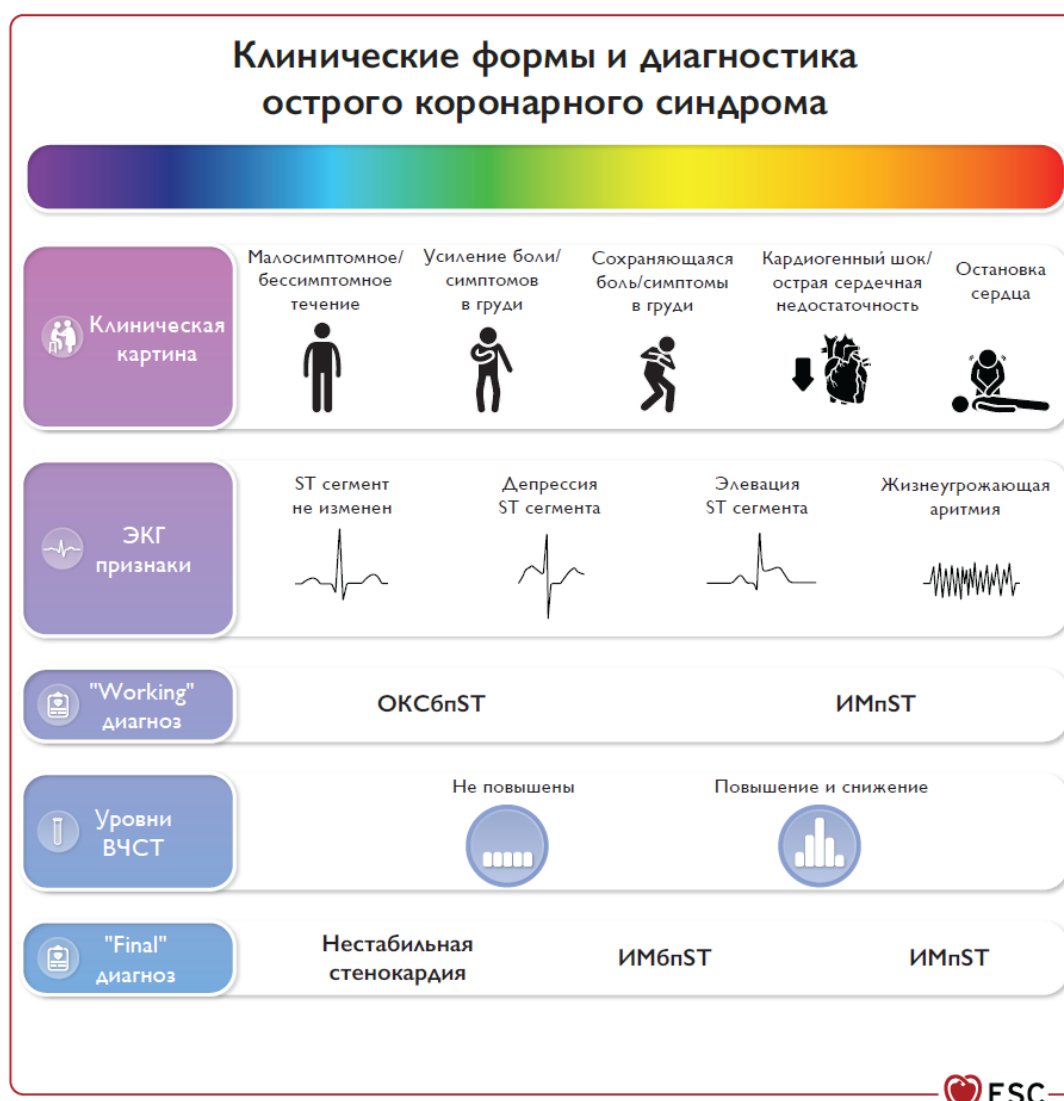 Клинические формы и диагностика
острого коронарного синдрома
Клиническая
картина
Малосимптомное/
бессимптомное
течение
Усиление боли/
симптомов
в груди
Сохраняющаяся
боль/симптомы
в груди
Кардиогенный шок/
острая сердечная
недостаточность
Остановка
сердца
ЭКГ
признаки
ST сегмент
не изменен
Депрессия
ST сегмента
Элевация
ST сегмента
Жизнеугрожающая
аритмия
"Working"
диагноз
ОКСбпST
ИМпST
Уровни
ВЧСТ
Не повышены
Повышение и снижение
"Final"
диагноз
Нестабильная
стенокардия
ИМбпST
ИМпST
ESC